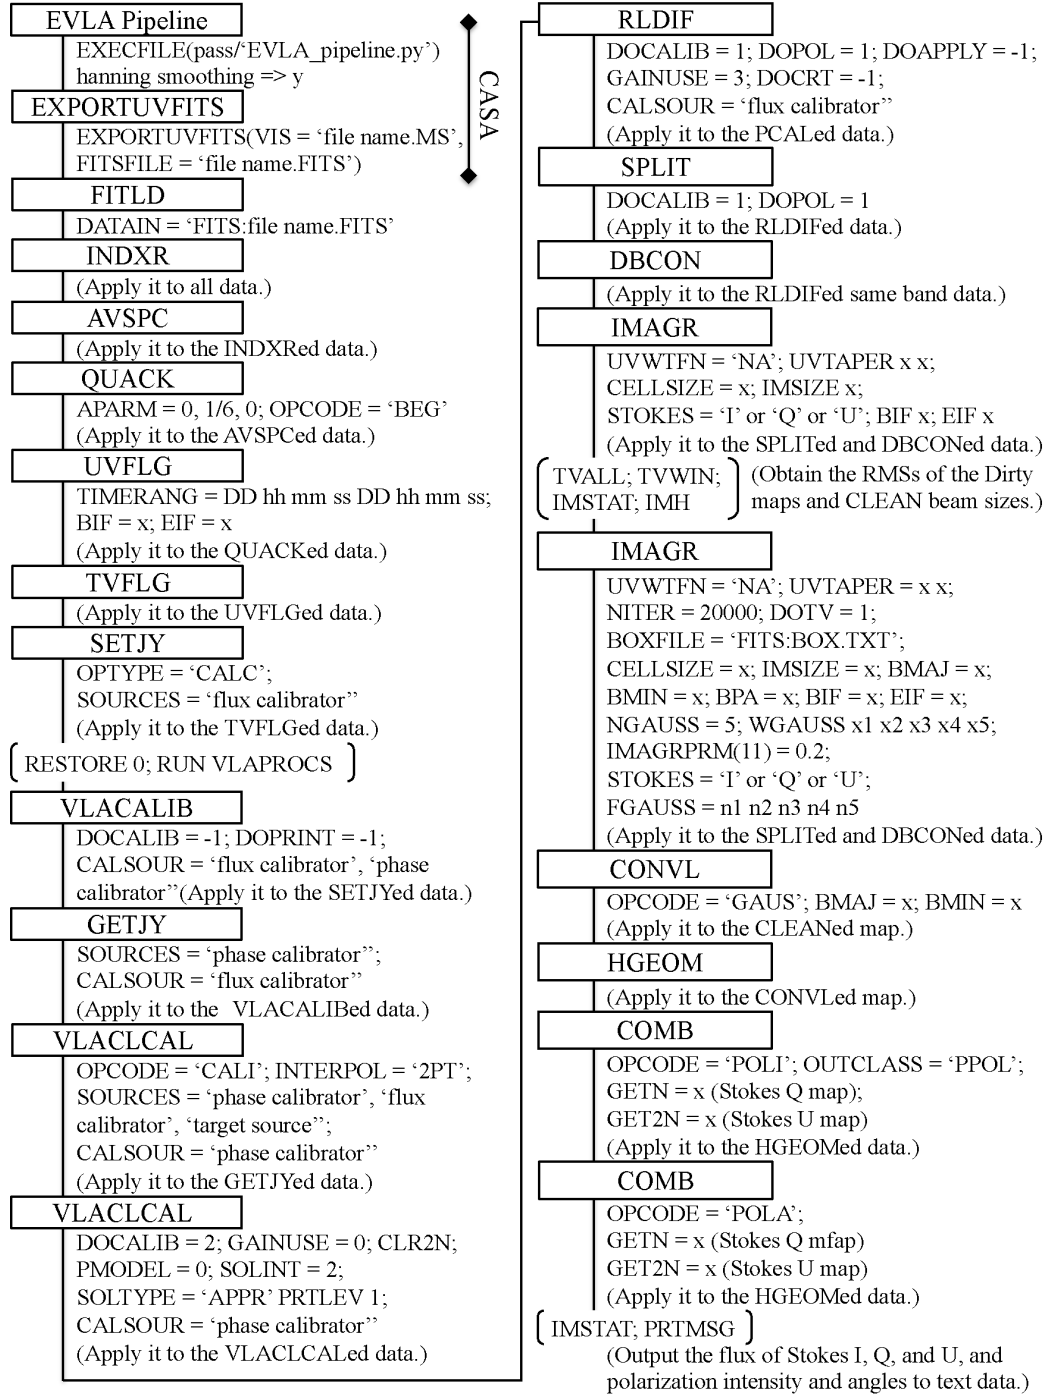 EVLA Pipeline
EXECFILE(pass/‘EVLA_pipeline.py’)
hanning smoothing => y
CASA
EXPORTUVFITS
EXPORTUVFITS(VIS = ‘file name.MS’,
FITSFILE = ‘file name.FITS’)
FITLD
DATAIN = ‘FITS:file name.FITS’
INDXR
(Apply it to all data.)
AVSPC
(Apply it to the INDXRed data.)
QUACK
APARM = 0, 1/6, 0; OPCODE = ‘BEG’
(Apply it to the AVSPCed data.)
UVFLG
TIMERANG = DD hh mm ss DD hh mm ss;
BIF = x; EIF = x
(Apply it to the QUACKed data.)
TVFLG
(Apply it to the UVFLGed data.)
SETJY
OPTYPE = ‘CALC’;
SOURCES = ‘flux calibrator’’
(Apply it to the TVFLGed data.)
RESTORE 0; RUN VLAPROCS
VLACALIB
DOCALIB = -1; DOPRINT = -1;
CALSOUR = ‘flux calibrator’, ‘phase
calibrator’’(Apply it to the SETJYed data.)
GETJY
SOURCES = ‘phase calibrator’’;
CALSOUR = ‘flux calibrator’’
(Apply it to the VLACALIBed data.)
VLACLCAL
OPCODE = ‘CALI’; INTERPOL = ‘2PT’;
SOURCES = ‘phase calibrator’, ‘flux
calibrator’, ‘target source’’;
CALSOUR = ‘phase calibrator’’
(Apply it to the GETJYed data.)
VLACLCAL
DOCALIB = 2; GAINUSE = 0; CLR2N;
PMODEL = 0; SOLINT = 2;
SOLTYPE = ‘APPR’ PRTLEV 1;
CALSOUR = ‘phase calibrator’’
(Apply it to the VLACLCALed data.)
RLDIF
DOCALIB = 1; DOPOL = 1; DOAPPLY = -1;
GAINUSE = 3; DOCRT = -1;
CALSOUR = ‘flux calibrator’’
(Apply it to the PCALed data.)
SPLIT
DOCALIB = 1; DOPOL = 1
(Apply it to the RLDIFed data.)
DBCON
(Apply it to the RLDIFed same band data.)
IMAGR
UVWTFN = ‘NA’; UVTAPER x x;
CELLSIZE = x; IMSIZE x;
STOKES = ‘I’ or ‘Q’ or ‘U’; BIF x; EIF x
(Apply it to the SPLITed and DBCONed data.)
TVALL; TVWIN;
IMSTAT; IMH
(Obtain the RMSs of the Dirty
maps and CLEAN beam sizes.)
IMAGR
UVWTFN = ‘NA’; UVTAPER = x x;
NITER = 20000; DOTV = 1;
BOXFILE = ‘FITS:BOX.TXT’;
CELLSIZE = x; IMSIZE = x; BMAJ = x;
BMIN = x; BPA = x; BIF = x; EIF = x;
NGAUSS = 5; WGAUSS x1 x2 x3 x4 x5;
IMAGRPRM(11) = 0.2;
STOKES = ‘I’ or ‘Q’ or ‘U’;
FGAUSS = n1 n2 n3 n4 n5
(Apply it to the SPLITed and DBCONed data.)
CONVL
OPCODE = ‘GAUS’; BMAJ = x; BMIN = x
(Apply it to the CLEANed map.)
HGEOM
(Apply it to the CONVLed map.)
COMB
OPCODE = ‘POLI’; OUTCLASS = ‘PPOL’;
GETN = x (Stokes Q map);
GET2N = x (Stokes U map)
(Apply it to the HGEOMed data.)
COMB
OPCODE = ‘POLA’;
GETN = x (Stokes Q mfap)
GET2N = x (Stokes U map)
(Apply it to the HGEOMed data.)
IMSTAT; PRTMSG
(Output the flux of Stokes I, Q, and U, and
polarization intensity and angles to text data.)